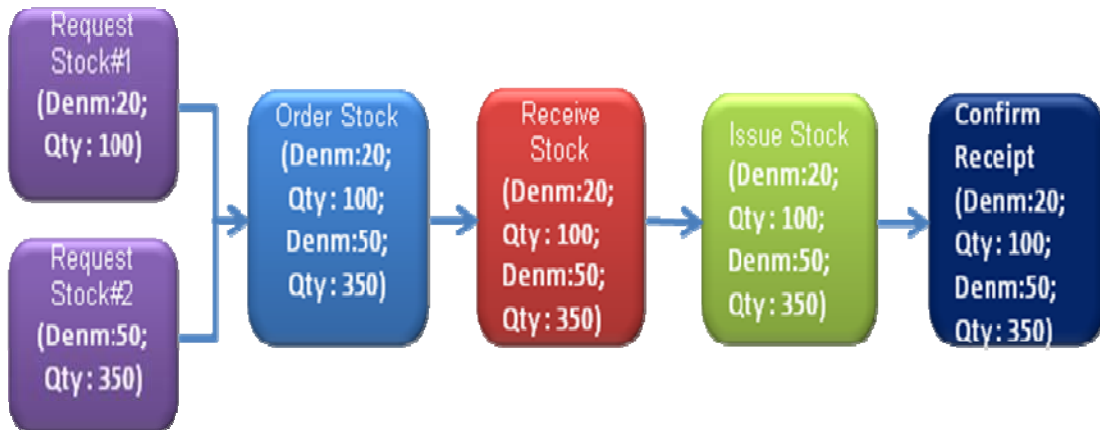 Request
Stock#1
(Denm:20;
Qty : 100)
Request
Stock#2
(Denm:50;
Qty : 350)
Order Stock
(Denm:20;
Qty : 100;
Denm:50;
Qty : 350)
Receive
Stock
(Denm:20;
Qty : 100;
Denm:50;
Qty : 350)
Issue Stock
(Denm:20;
Qty : 100;
Denm:50;
Qty : 350)
Confirm
Receipt
(Denm:20;
Qty : 100;
Denm:50;
Qty : 350)